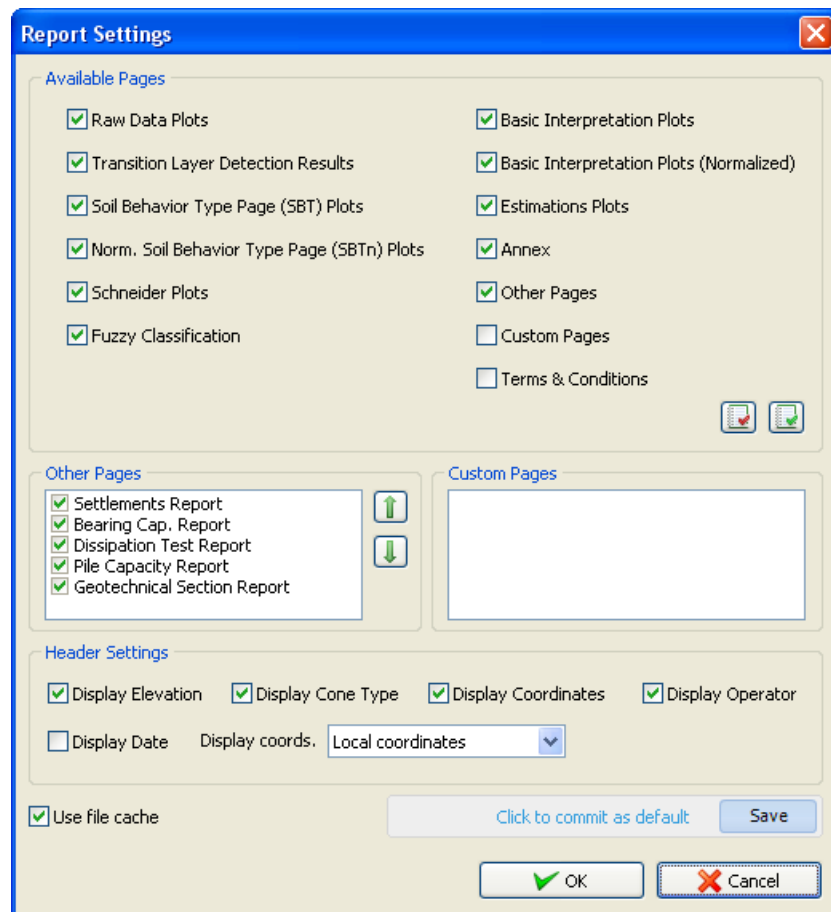 Report Settings
Available Pages
Raw Data Plots
Basic Interpretation Plots
Transition Layer Detection Results
Basic Interpretation Plots (Normalized)
Soil Behavior Type Page (SBT) Plots
Estimations Plots
Norm. Soil Behavior Type Page (SBTn) Plots
Annex
Schneider Plots
Other Pages
Fuzzy Classification
Custom Pages
Terms & Conditions
Other Pages
Settlements Report
Bearing Cap. Report
Dissipation Test Report
Pile Capacity Report
Geotechnical Section Report
Custom Pages
Header Settings
Display Elevation Display Cone Type Display Coordinates Display Operator
Display Date Display coords. Local coordinates
Use file cache
Click to commit as default Save
OK Cancel